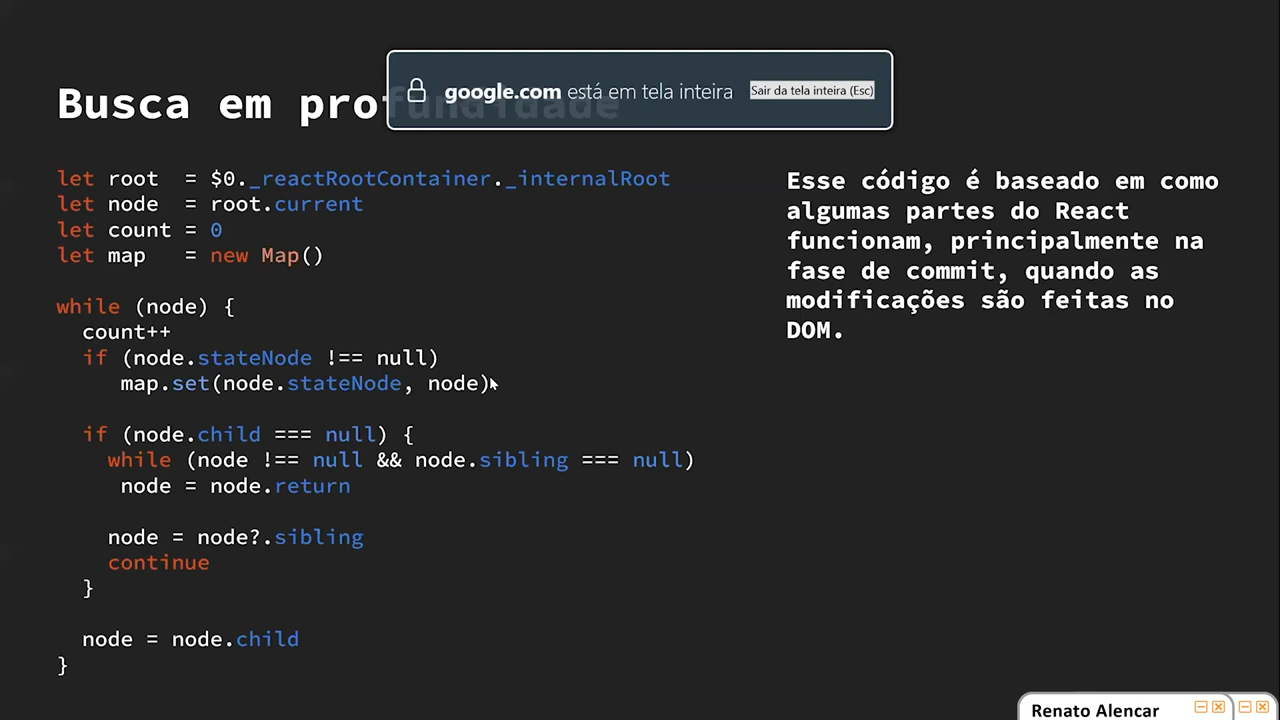 google.com está em tela inteira Sair da tela inteira (Esc)
Busca em profundidade
let root = $0._reactRootContainer._internalRoot
let node = root.current
let count = 0
let map = new Map()
while (node) {
count++
if (node.stateNode !== null)
map.set(node.stateNode, node)
if (node.child === null) {
while (node !== null && node.sibling === null)
node = node.return
node = node?.sibling
continue
}
node = node.child
}
Esse código é baseado em como
algumas partes do React
funcionam, principalmente na
fase de commit, quando as
modificações são feitas no
DOM.
Renato Alencar